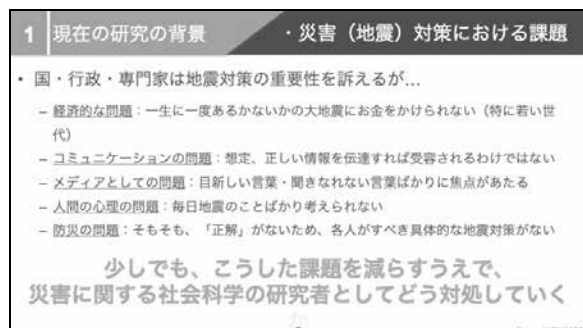 1 現在の研究の背景 ・災害（地震）対策における課題
• 国・行政・専門家は地震対策の重要性を訴えるが…
– 経済的な問題：一生に一度あるかないかの大地震にお金をかけられない（特に若い世
代）
– コミュニケーションの問題：想定、正しい情報を伝達すれば受容されるわけではない
– メディアとしての問題：目新しい言葉・聞きなれない言葉ばかりに焦点があたる
– 人間の心理の問題：毎日地震のことばかり考えられない
– 防災の問題：そもそも、「正解」がないため、各人がすべき具体的な地震対策がない
少しでも、こうした課題を減らすうえで、
災害に関する社会科学の研究者としてどう対処していく
か